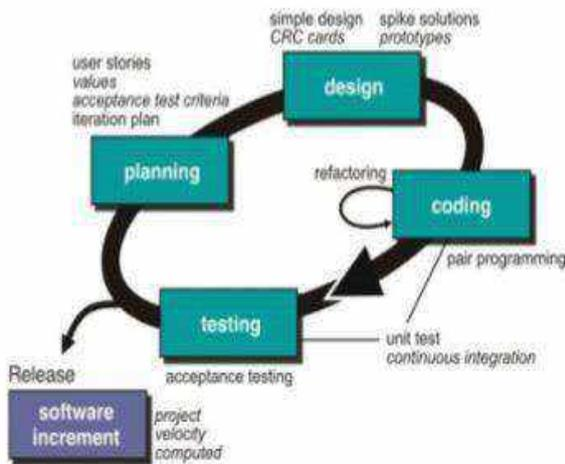 simple design
CRC cards
spike solutions
prototypes
user stories
values
acceptance test criteria
iteration plan
design
planning
refactoring
coding
pair programming
testing
unit test
continuous integration
acceptance testing
Release
software
increment
project
velocity
computed